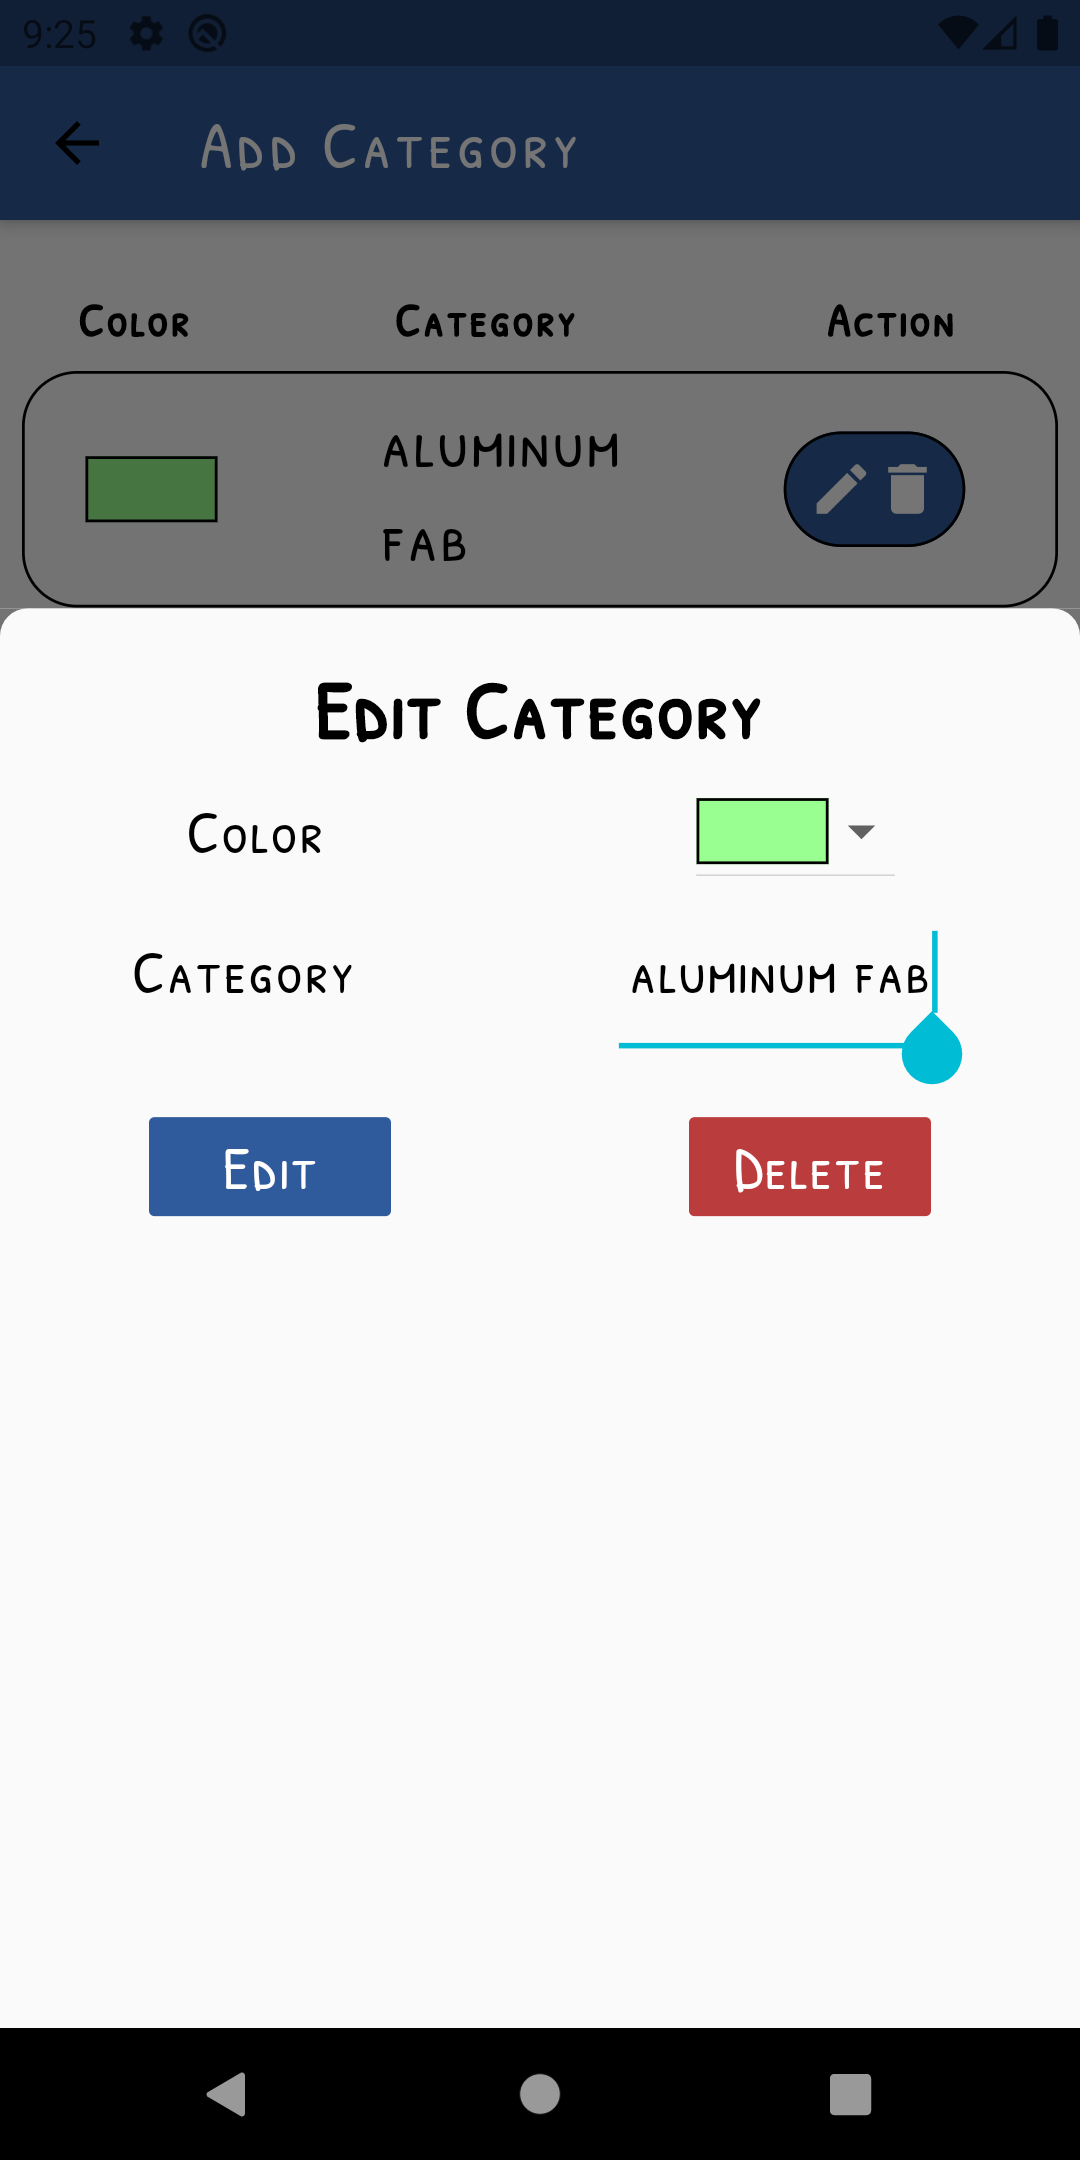 9:25
Add Category
Color Category Action
ALUMINUM
FAB
Edit Category
Color
Category ALUMINUM FAB
Edit Delete